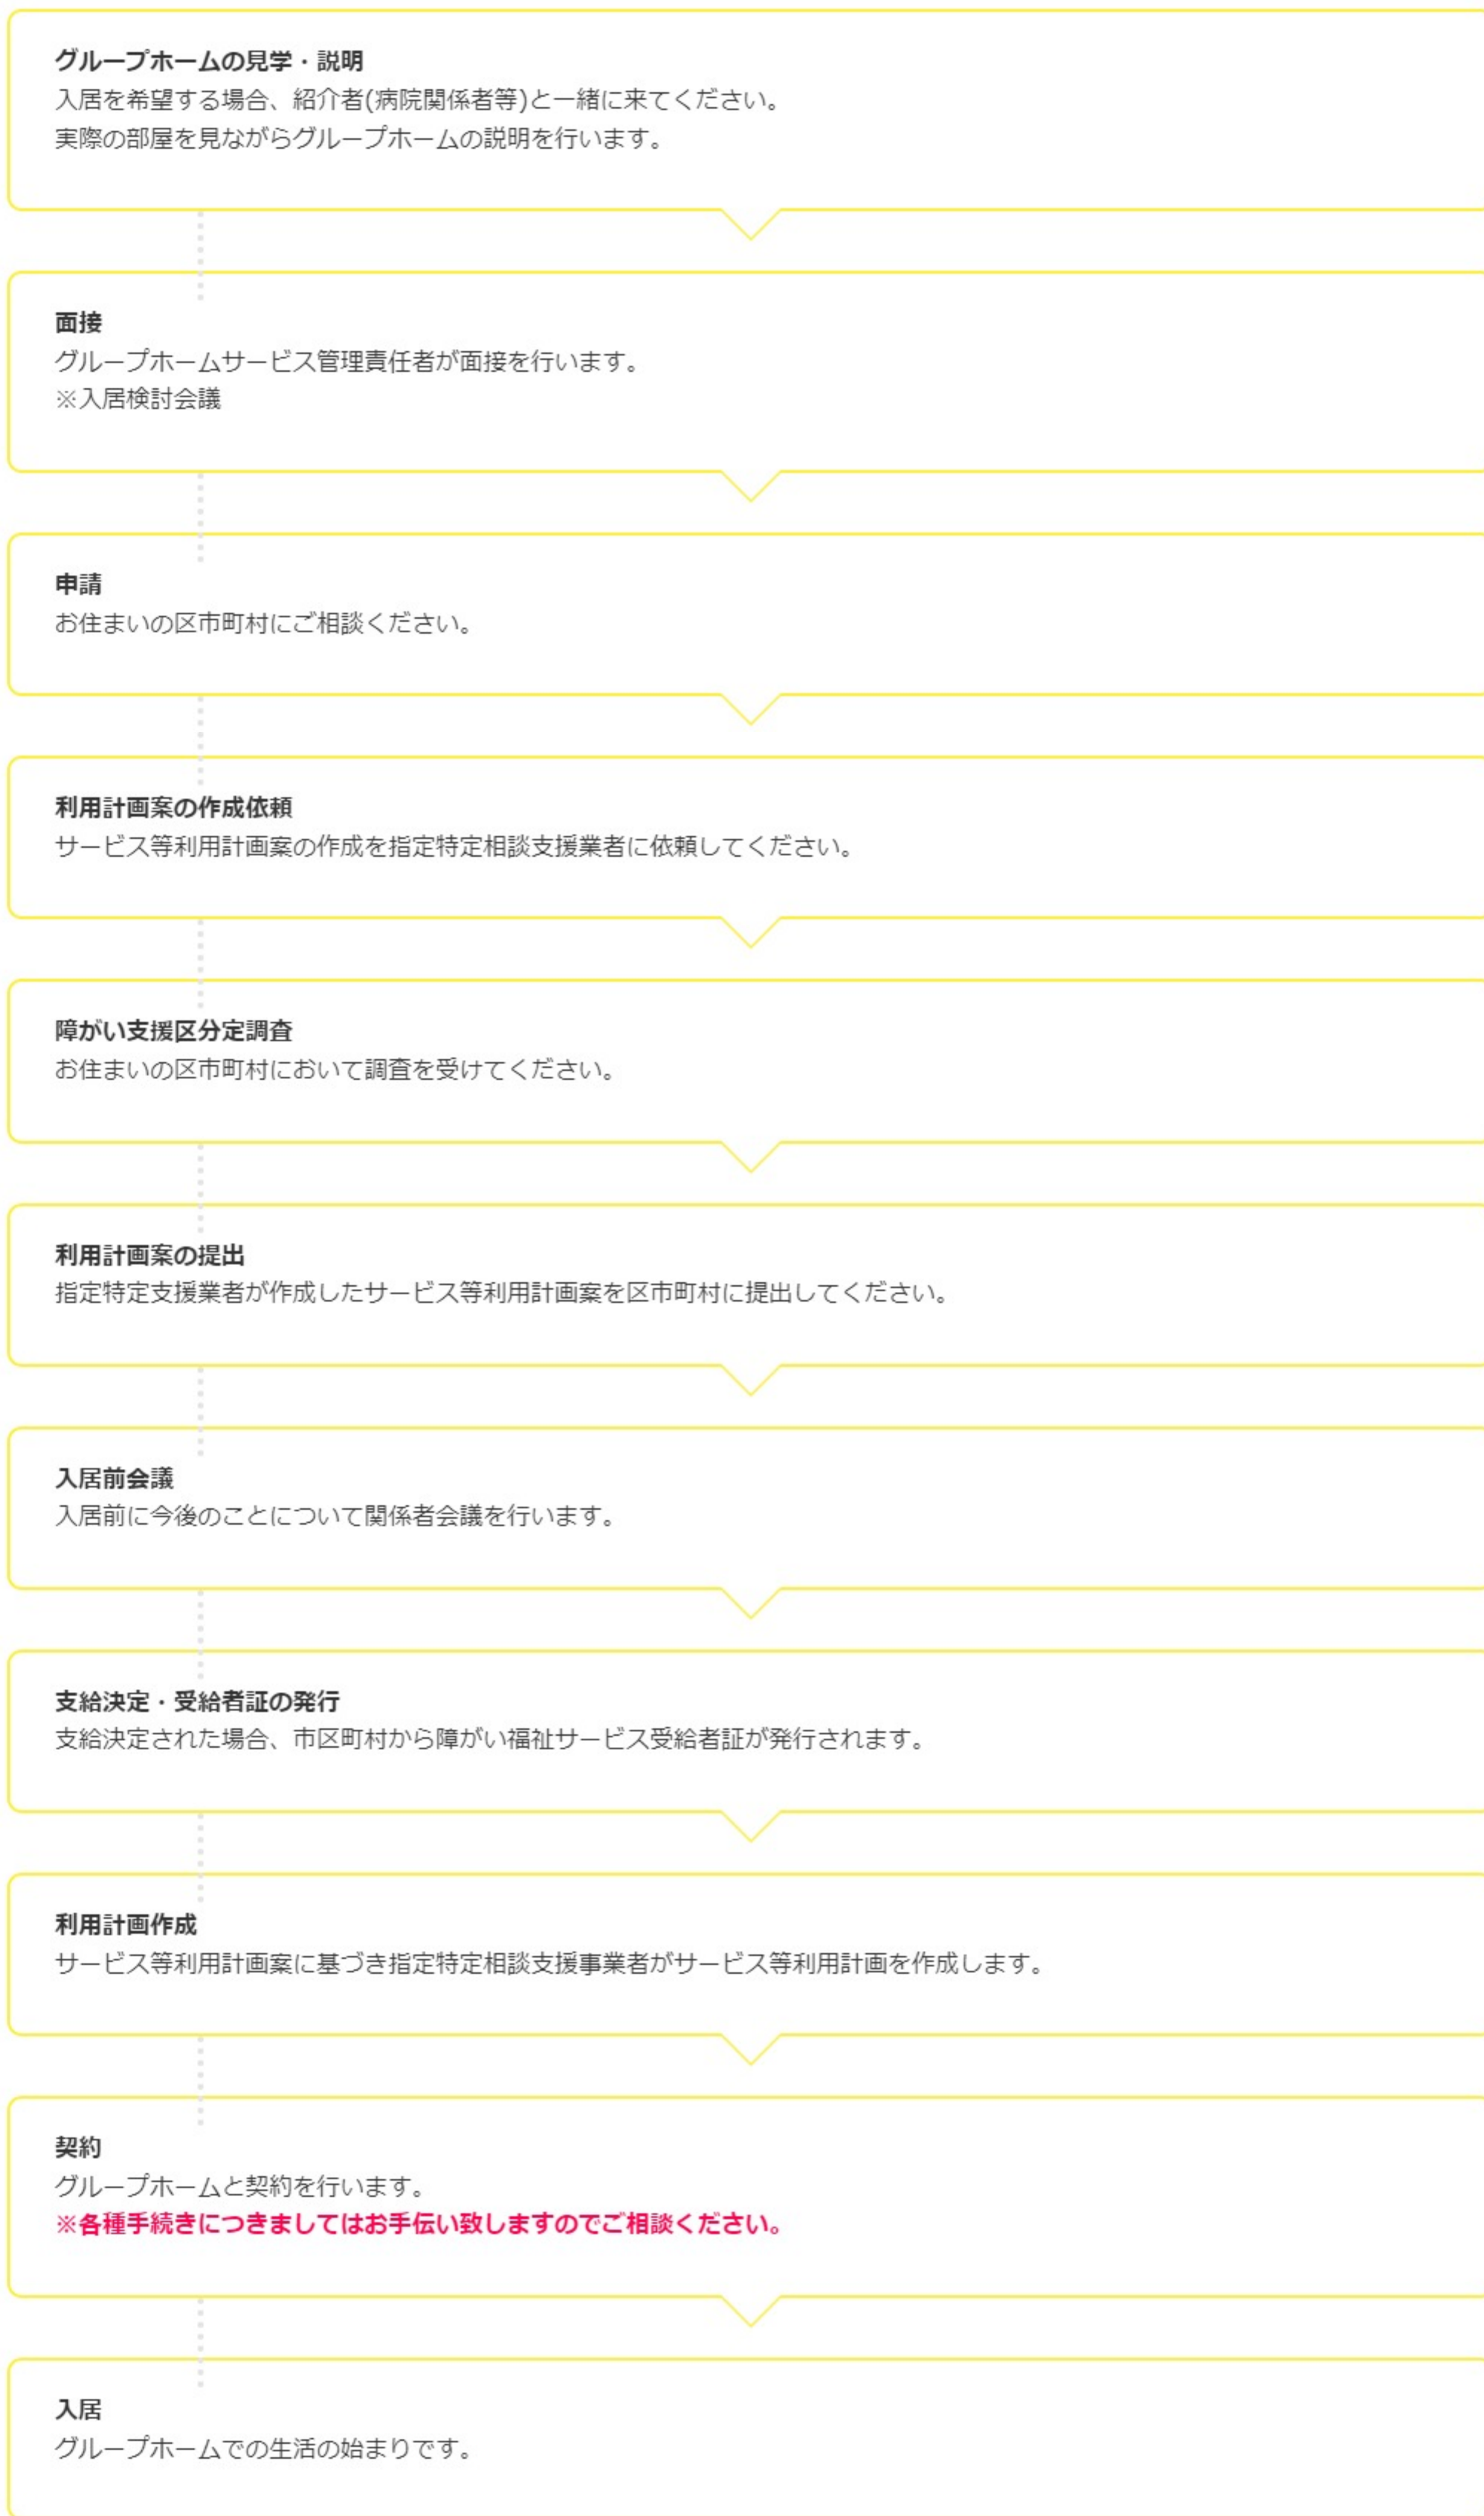 グループホームの見学・説明
入居を希望する場合、紹介者(病院関係者等)と一緒に来てください。
実際の部屋を見ながらグループホームの説明を行います。
面接
グループホームサービス管理責任者が面接を行います。
※入居検討会議
申請
お住まいの区市町村にご相談ください。
利用計画案の作成依頼
サービス等利用計画案の作成を指定特定相談支援業者に依頼してください。
障がい支援区分定調査
お住まいの区市町村において調査を受けてください。
利用計画案の提出
指定特定支援業者が作成したサービス等利用計画案を区市町村に提出してください。
入居前会議
入居前に今後のことについて関係者会議を行います。
支給決定・受給者証の発行
支給決定された場合、市区町村から障がい福祉サービス受給者証が発行されます。
利用計画作成
サービス等利用計画案に基づき指定特定相談支援事業者がサービス等利用計画を作成します。
契約
グループホームと契約を行います。
※各種手続きにつきましてはお手伝い致しますのでご相談ください。
入居
グループホームでの生活の始まりです。